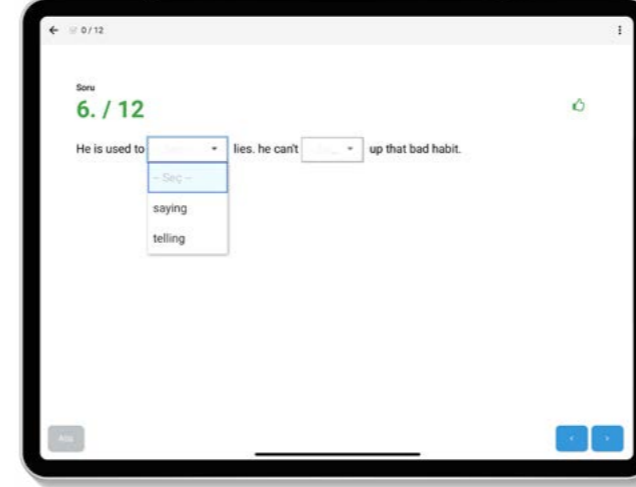 0 / 12
Soru
6. / 12
He is used to lies. he can't up that bad habit.
-- Seç --
saying
telling